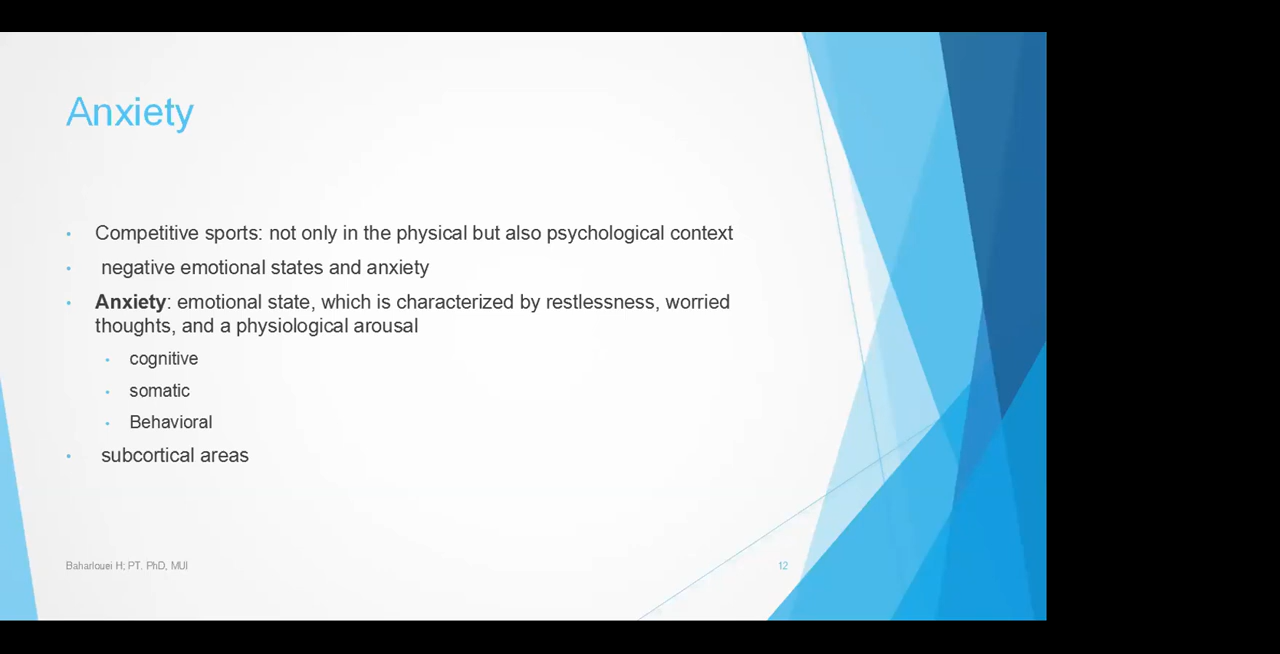 Anxiety
• Competitive sports: not only in the physical but also psychological context
• negative emotional states and anxiety
• Anxiety: emotional state, which is characterized by restlessness, worried
thoughts, and a physiological arousal
• cognitive
• somatic
• Behavioral
• subcortical areas
Baharlouei H; PT. PhD, MUI
12